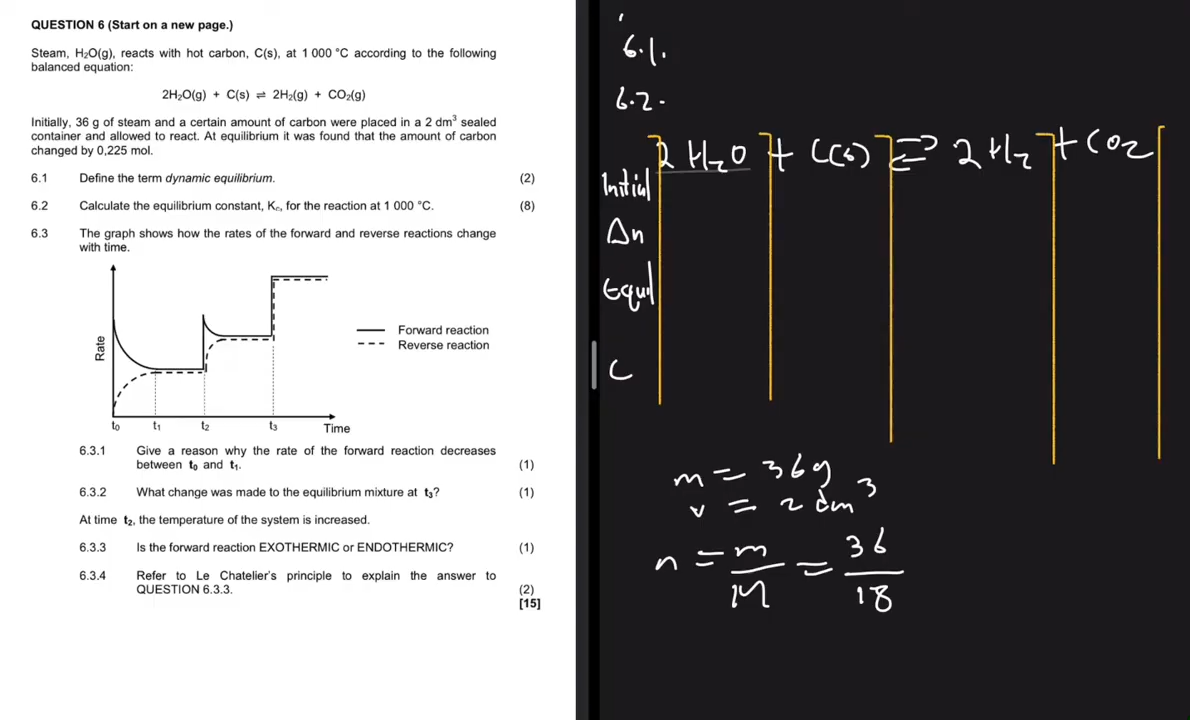 QUESTION 6 (Start on a new page.)
Steam, H₂O(g), reacts with hot carbon, C(s), at 1 000 °C according to the following
balanced equation:
2H₂O(g) + C(s) ⇌ 2H₂(g) + CO₂(g)
Initially, 36 g of steam and a certain amount of carbon were placed in a 2 dm³ sealed
container and allowed to react. At equilibrium it was found that the amount of carbon
changed by 0,225 mol.
6.1 Define the term dynamic equilibrium. (2)
6.2 Calculate the equilibrium constant, Kc, for the reaction at 1 000 °C. (8)
6.3 The graph shows how the rates of the forward and reverse reactions change
with time.
Rate
Forward reaction
Reverse reaction
t₀ t₁ t₂ t₃ Time
6.3.1 Give a reason why the rate of the forward reaction decreases
between t₀ and t₁. (1)
6.3.2 What change was made to the equilibrium mixture at t₃? (1)
At time t₂, the temperature of the system is increased.
6.3.3 Is the forward reaction EXOTHERMIC or ENDOTHERMIC? (1)
6.3.4 Refer to Le Chatelier's principle to explain the answer to
QUESTION 6.3.3. (2)
[15]
6.1.
6.2.
2 H₂O + C(s) ⇌ 2 H₂ + CO₂
Initial
Δn
Equil
C
m = 36g
v = 2 dm³
n = m/M = 36/18